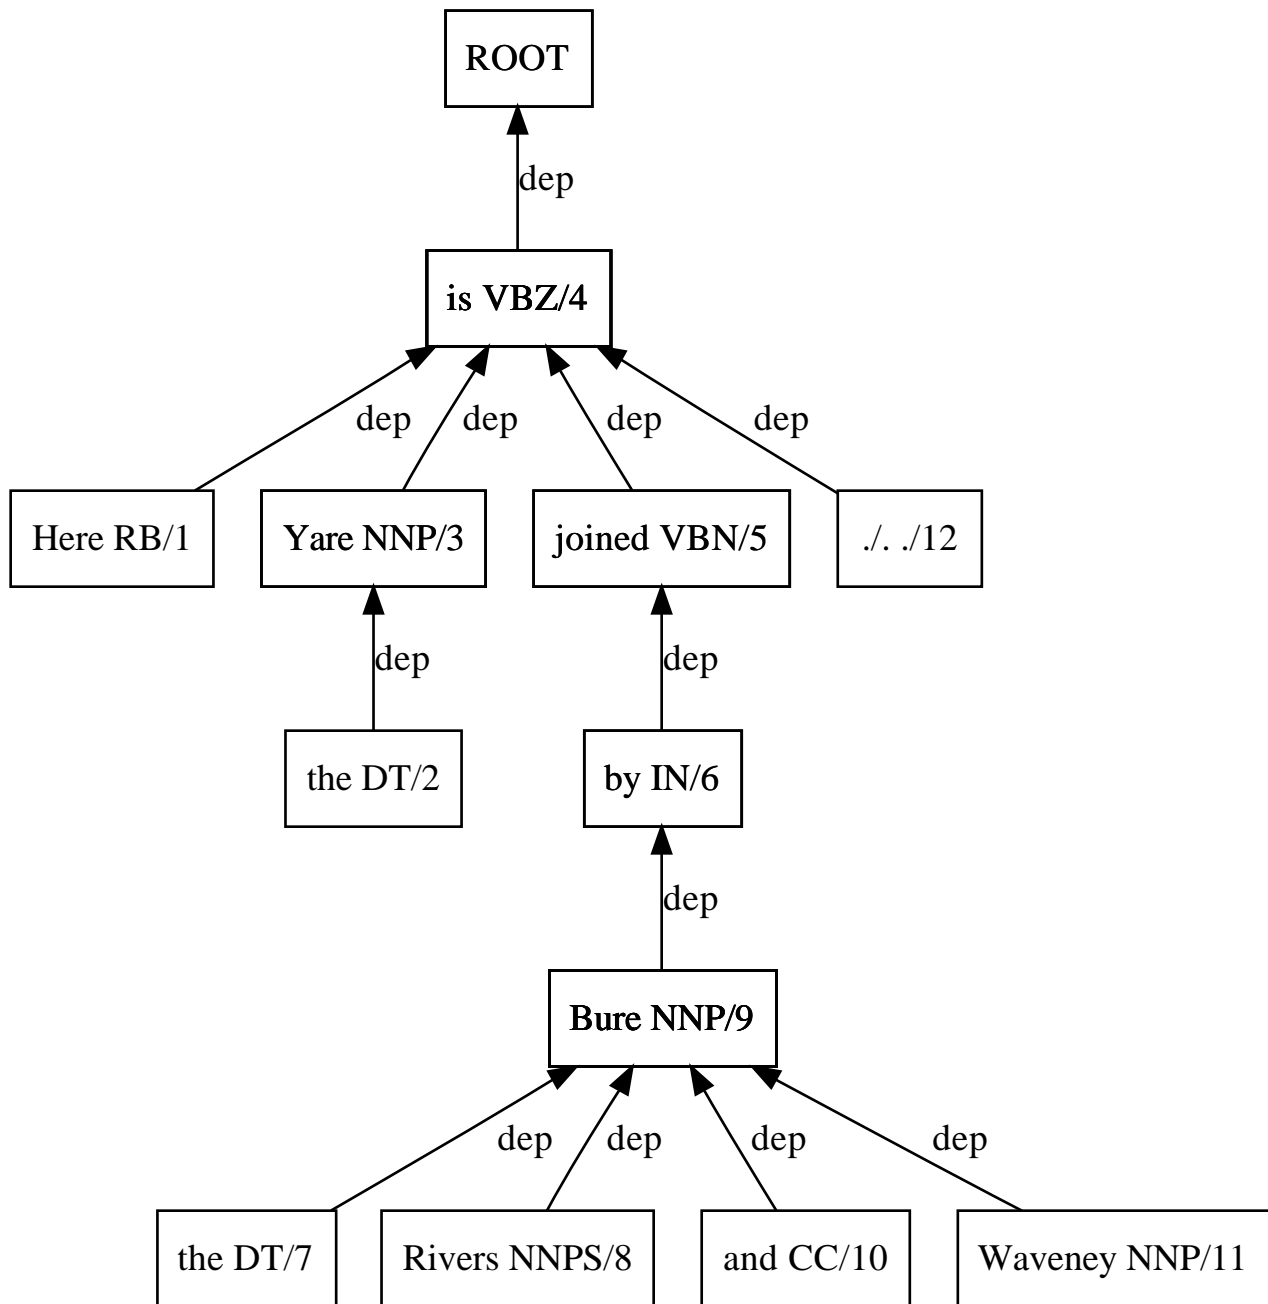 ROOT
dep
is VBZ/4
dep dep dep dep
Here RB/1 Yare NNP/3 joined VBN/5 ./. ./12
dep dep
the DT/2 by IN/6
dep
Bure NNP/9
dep dep dep dep
the DT/7 Rivers NNPS/8 and CC/10 Waveney NNP/11